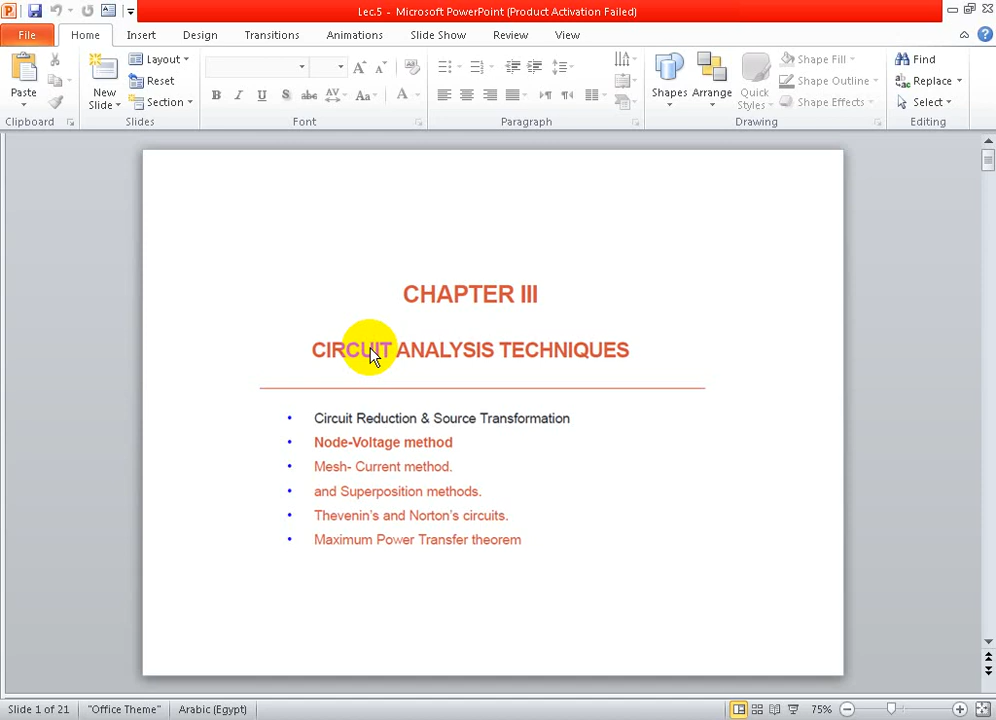 Lec.5 - Microsoft PowerPoint (Product Activation Failed)
File Home Insert Design Transitions Animations Slide Show Review View
Paste
New Slide
Layout
Reset
Section
Shapes Arrange Quick Styles
Shape Fill
Shape Outline
Shape Effects
Find
Replace
Select
Clipboard Slides Font Paragraph Drawing Editing
CHAPTER III
CIRCUIT ANALYSIS TECHNIQUES
• Circuit Reduction & Source Transformation
• Node-Voltage method
• Mesh- Current method.
• and Superposition methods.
• Thevenin's and Norton's circuits.
• Maximum Power Transfer theorem
Slide 1 of 21 "Office Theme" Arabic (Egypt) 75%